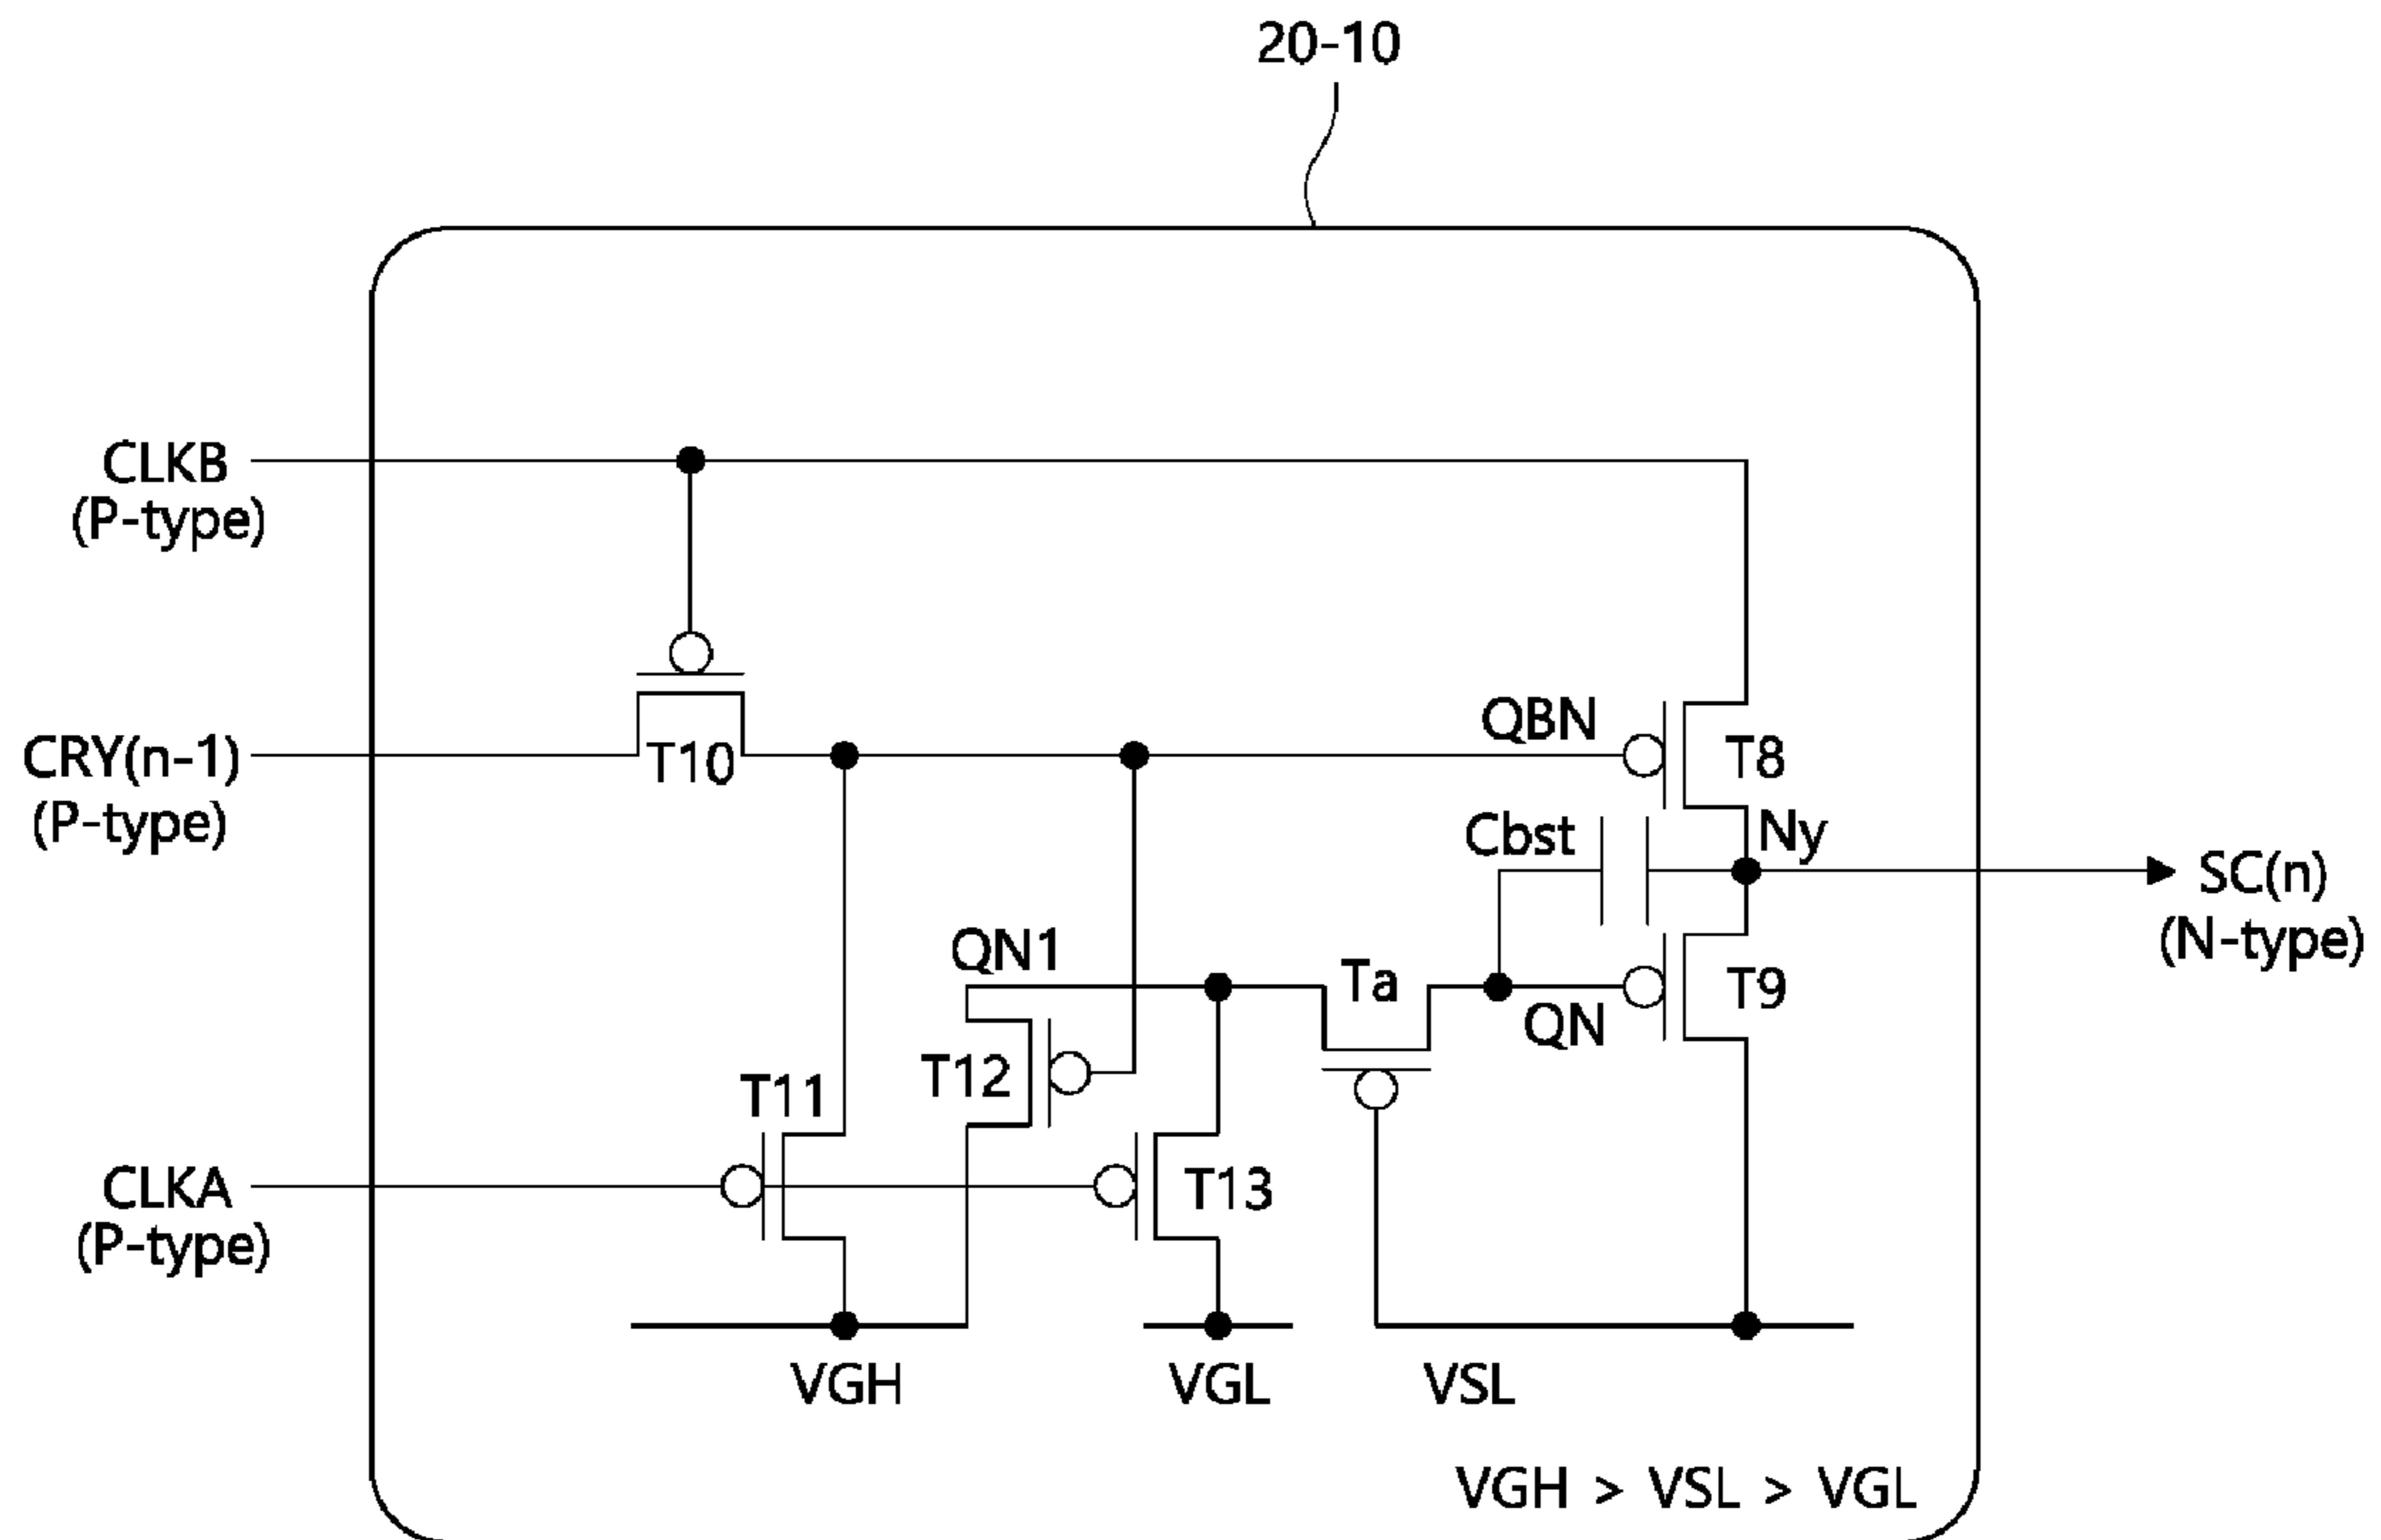 20-10
CLKB
(P-type)
CRY(n-1)
(P-type)
T10
QBN
T8
Cbst
Ny
SC(n)
(N-type)
QN1
Ta
QN
T9
T12
T11
CLKA
(P-type)
T13
VGH
VGL
VSL
VGH > VSL > VGL